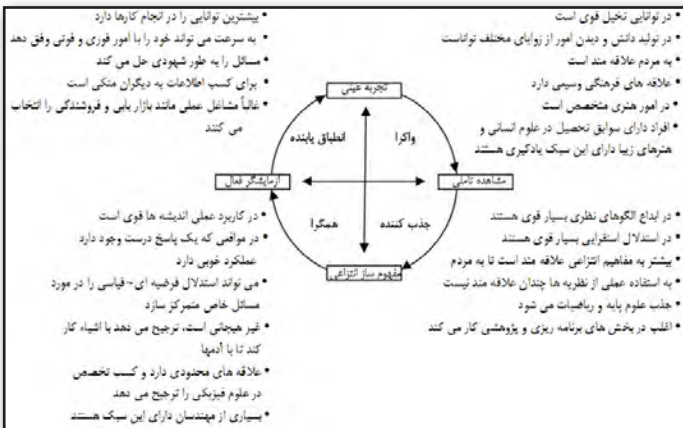 • در توانایی تخیل قوی است
• در تولید دانش و دیدن امور از زوایای مختلف تواناست
• به مردم علاقه مند است
• علاقه های فرهنگی وسیعی دارد
• در امور هنری متخصص است
• افراد دارای سوابق تحصیل در علوم انسانی و
هنرهای زیبا دارای این سبک یادگیری هستند
• بیشترین توانایی را در انجام کارها دارد
• به سرعت می تواند خود را با امور فوری و فوتی وفق دهد
• مسائل را به طور شهودی حل می کند
• برای کسب اطلاعات به دیگران متکی است
• غالباً مشاغل عملی مانند بازار یابی و فروشندگی را انتخاب
می کنند
تجربه عینی
واگرا
انطباق یابنده
مشاهده تاملی
آزمایشگر فعال
جذب کننده
همگرا
مفهوم ساز انتزاعی
• در ابداع الگوهای نظری بسیار قوی هستند
• در استدلال استقرایی بسیار قوی هستند
• بیشتر به مفاهیم انتزاعی علاقه مند است تا به مردم
• به استفاده عملی از نظریه ها چندان علاقه مند نیست
• جذب علوم پایه و ریاضیات می شود
• اغلب در بخش های برنامه ریزی و پژوهشی کار می کند
• در کاربرد عملی اندیشه ها قوی است
• در مواقعی که یک پاسخ درست وجود دارد
عملکرد خوبی دارد
• می تواند استدلال فرضیه ای-قیاسی را در مورد
مسائل خاص متمرکز سازد
• غیر هیجانی است، ترجیح می دهد با اشیاء کار
کند تا با آدمها
• علاقه های محدودی دارد و کسب تخصص
در علوم فیزیکی را ترجیح می دهد
• بسیاری از مهندسان دارای این سبک هستند